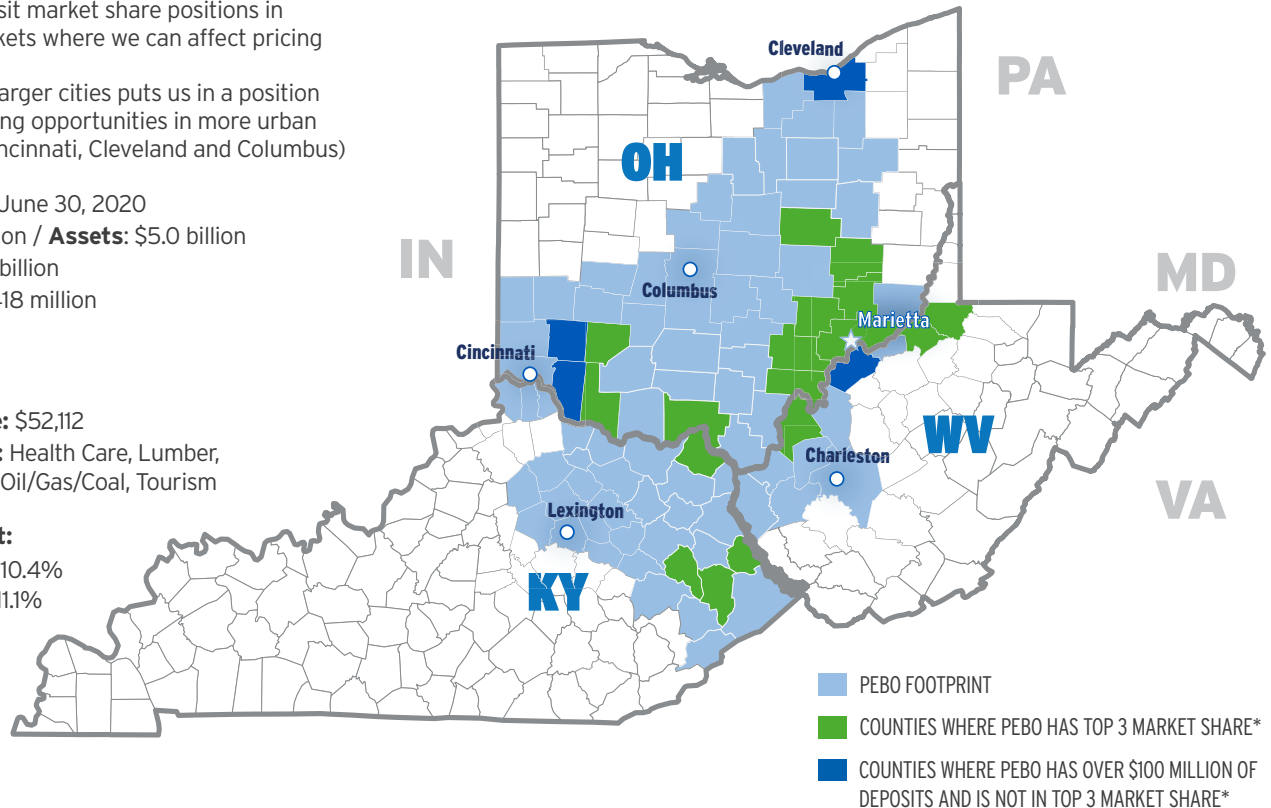 sit market share positions in
kets where we can affect pricing
arger cities puts us in a position
ng opportunities in more urban
ncinnati, Cleveland and Columbus)
June 30, 2020
on / Assets: $5.0 billion
billion
18 million
e: $52,112
: Health Care, Lumber,
Oil/Gas/Coal, Tourism
t:
10.4%
11.1%
Cleveland
PA
OH
IN
MD
Columbus
Marietta
Cincinnati
WV
Charleston
VA
Lexington
KY
PEBO FOOTPRINT
COUNTIES WHERE PEBO HAS TOP 3 MARKET SHARE*
COUNTIES WHERE PEBO HAS OVER $100 MILLION OF
DEPOSITS AND IS NOT IN TOP 3 MARKET SHARE*